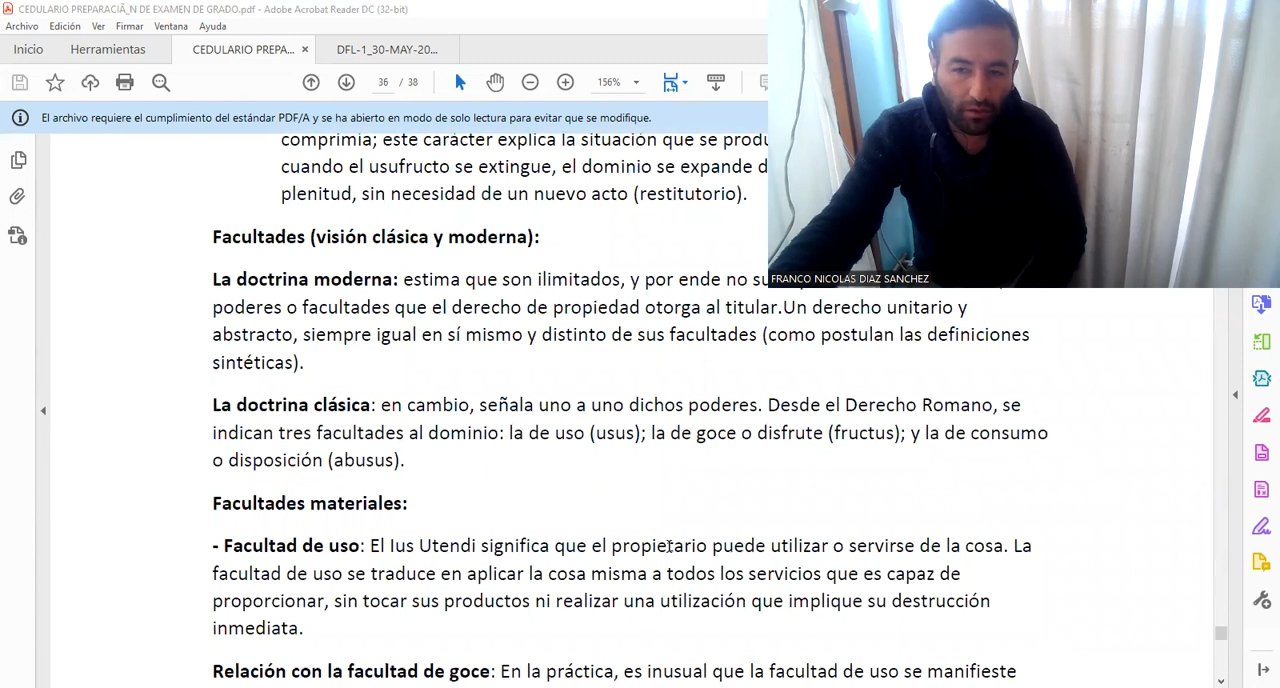 CEDULARIO PREPARACIÃ_N DE EXAMEN DE GRADO.pdf - Adobe Acrobat Reader DC (32-bit)
Archivo Edición Ver Firmar Ventana Ayuda
Inicio Herramientas CEDULARIO PREPA... × DFL-1_30-MAY-20...
36 / 38 156%
El archivo requiere el cumplimiento del estándar PDF/A y se ha abierto en modo de solo lectura para evitar que se modifique.
comprimía; este carácter explica la situación que se
cuando el usufructo se extingue, el dominio se expande
plenitud, sin necesidad de un nuevo acto (restitutorio).
Facultades (visión clásica y moderna):
La doctrina moderna: estima que son ilimitados, y por ende no
FRANCO NICOLAS DIAZ SANCHEZ
poderes o facultades que el derecho de propiedad otorga al titular.Un derecho unitario y
abstracto, siempre igual en sí mismo y distinto de sus facultades (como postulan las definiciones
sintéticas).
La doctrina clásica: en cambio, señala uno a uno dichos poderes. Desde el Derecho Romano, se
indican tres facultades al dominio: la de uso (usus); la de goce o disfrute (fructus); y la de consumo
o disposición (abusus).
Facultades materiales:
- Facultad de uso: El Ius Utendi significa que el propietario puede utilizar o servirse de la cosa. La
facultad de uso se traduce en aplicar la cosa misma a todos los servicios que es capaz de
proporcionar, sin tocar sus productos ni realizar una utilización que implique su destrucción
inmediata.
Relación con la facultad de goce: En la práctica, es inusual que la facultad de uso se manifieste